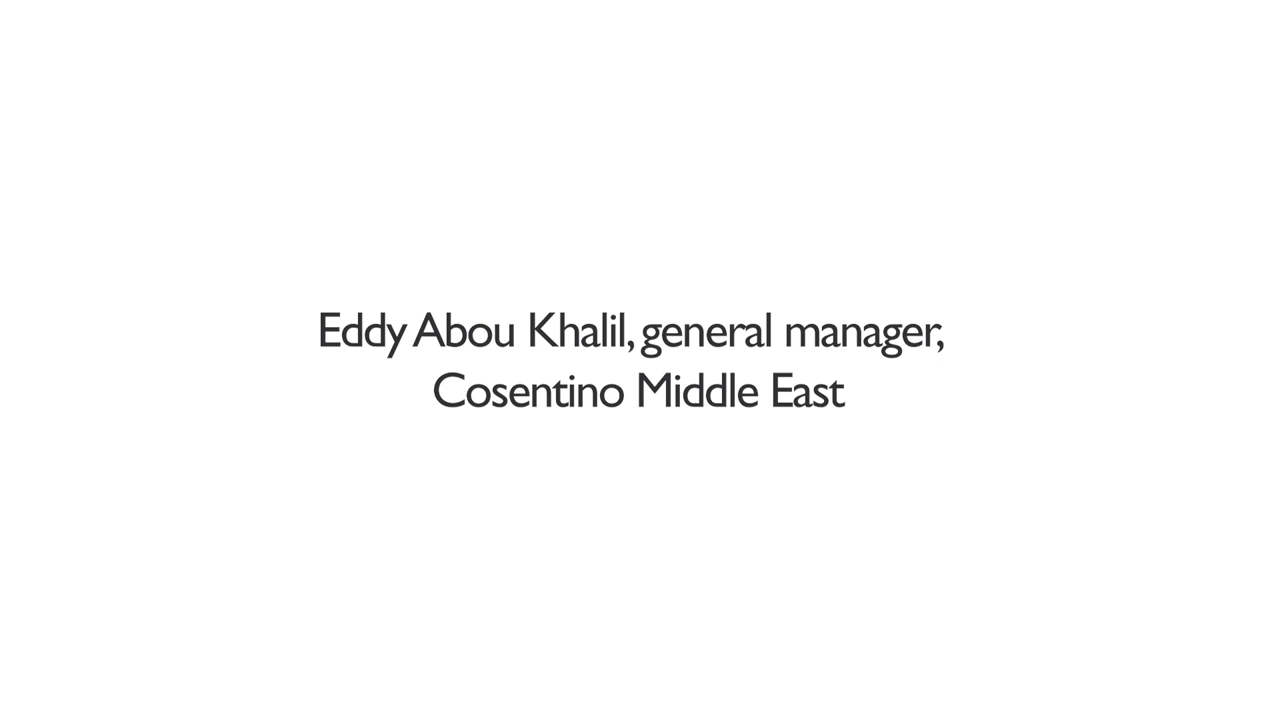 Eddy Abou Khalil, general manager,
Cosentino Middle East